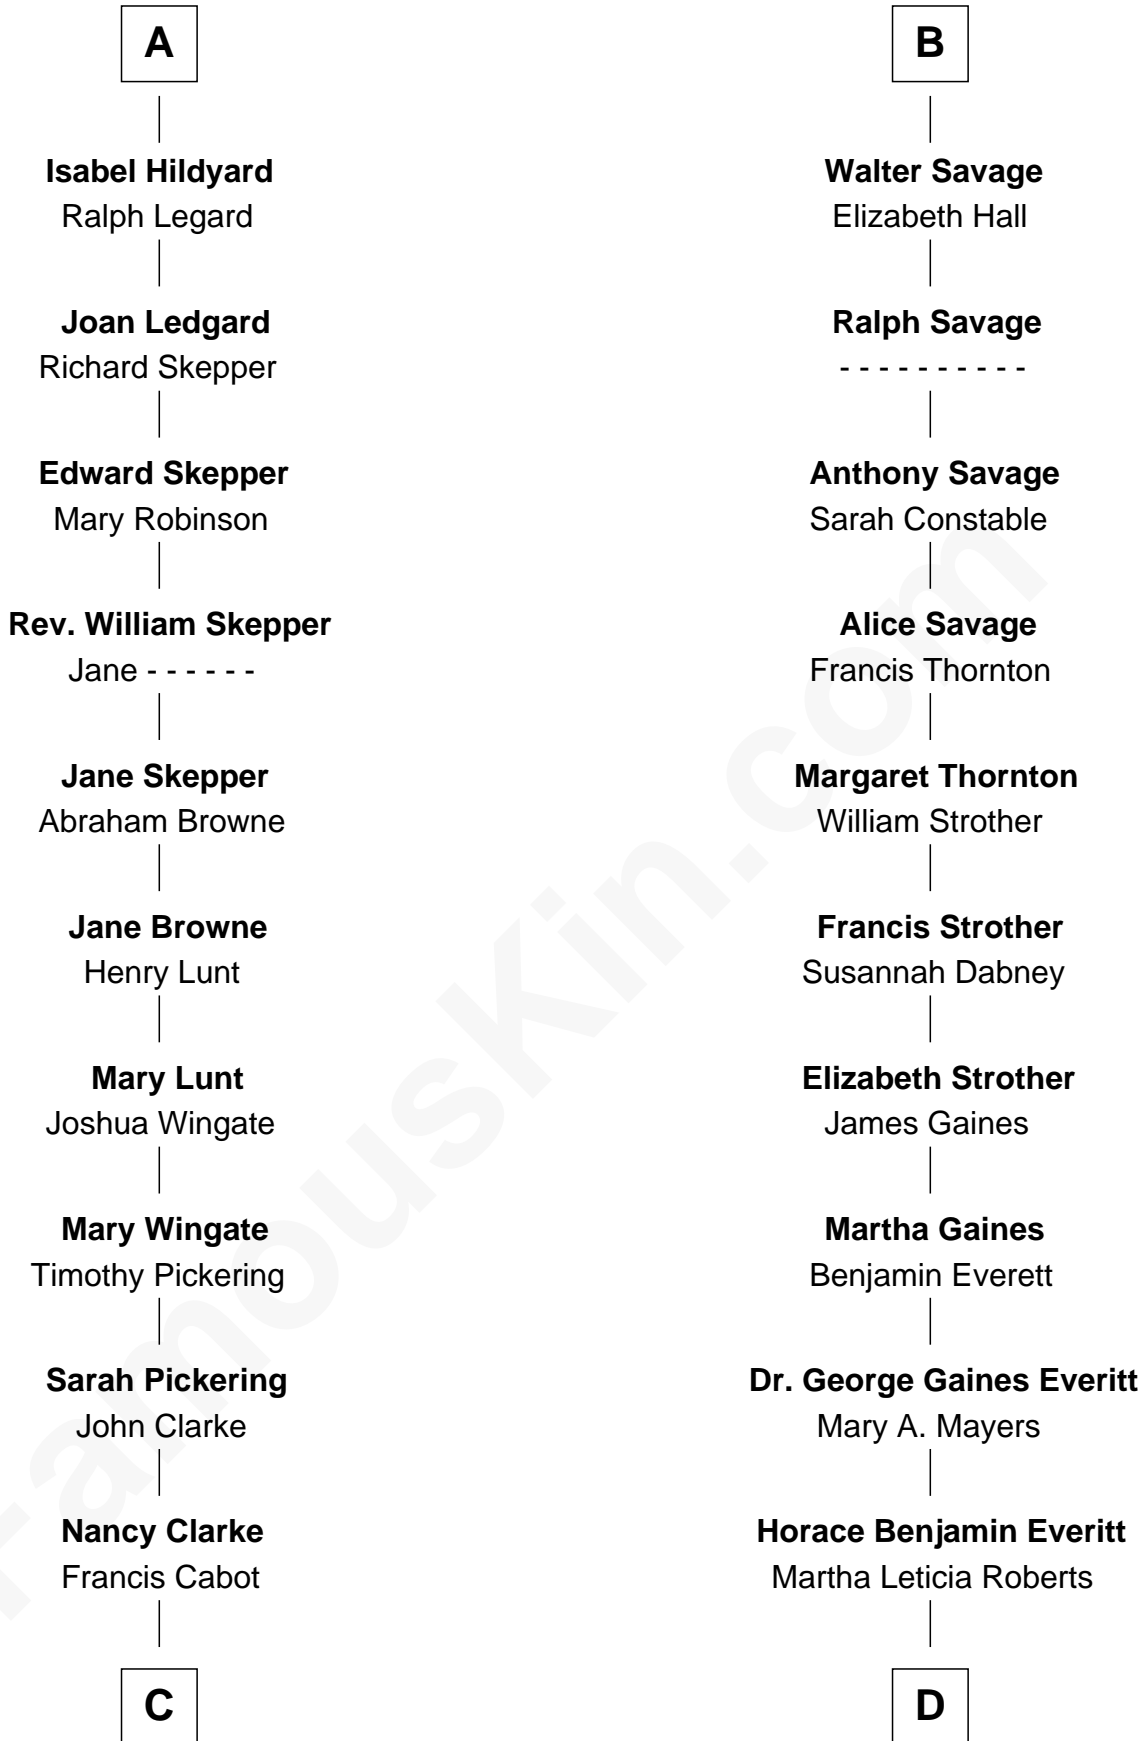 A
Isabel Hildyard
Ralph Legard
Joan Ledgard
Richard Skepper
Edward Skepper
Mary Robinson
Rev. William Skepper
Jane - - - - - -
Jane Skepper
Abraham Browne
Jane Browne
Henry Lunt
Mary Lunt
Joshua Wingate
Mary Wingate
Timothy Pickering
Sarah Pickering
John Clarke
Nancy Clarke
Francis Cabot
C
B
Walter Savage
Elizabeth Hall
Ralph Savage
- - - - - - - - - -
Anthony Savage
Sarah Constable
Alice Savage
Francis Thornton
Margaret Thornton
William Strother
Francis Strother
Susannah Dabney
Elizabeth Strother
James Gaines
Martha Gaines
Benjamin Everett
Dr. George Gaines Everitt
Mary A. Mayers
Horace Benjamin Everitt
Martha Leticia Roberts
D
FamousKin.com